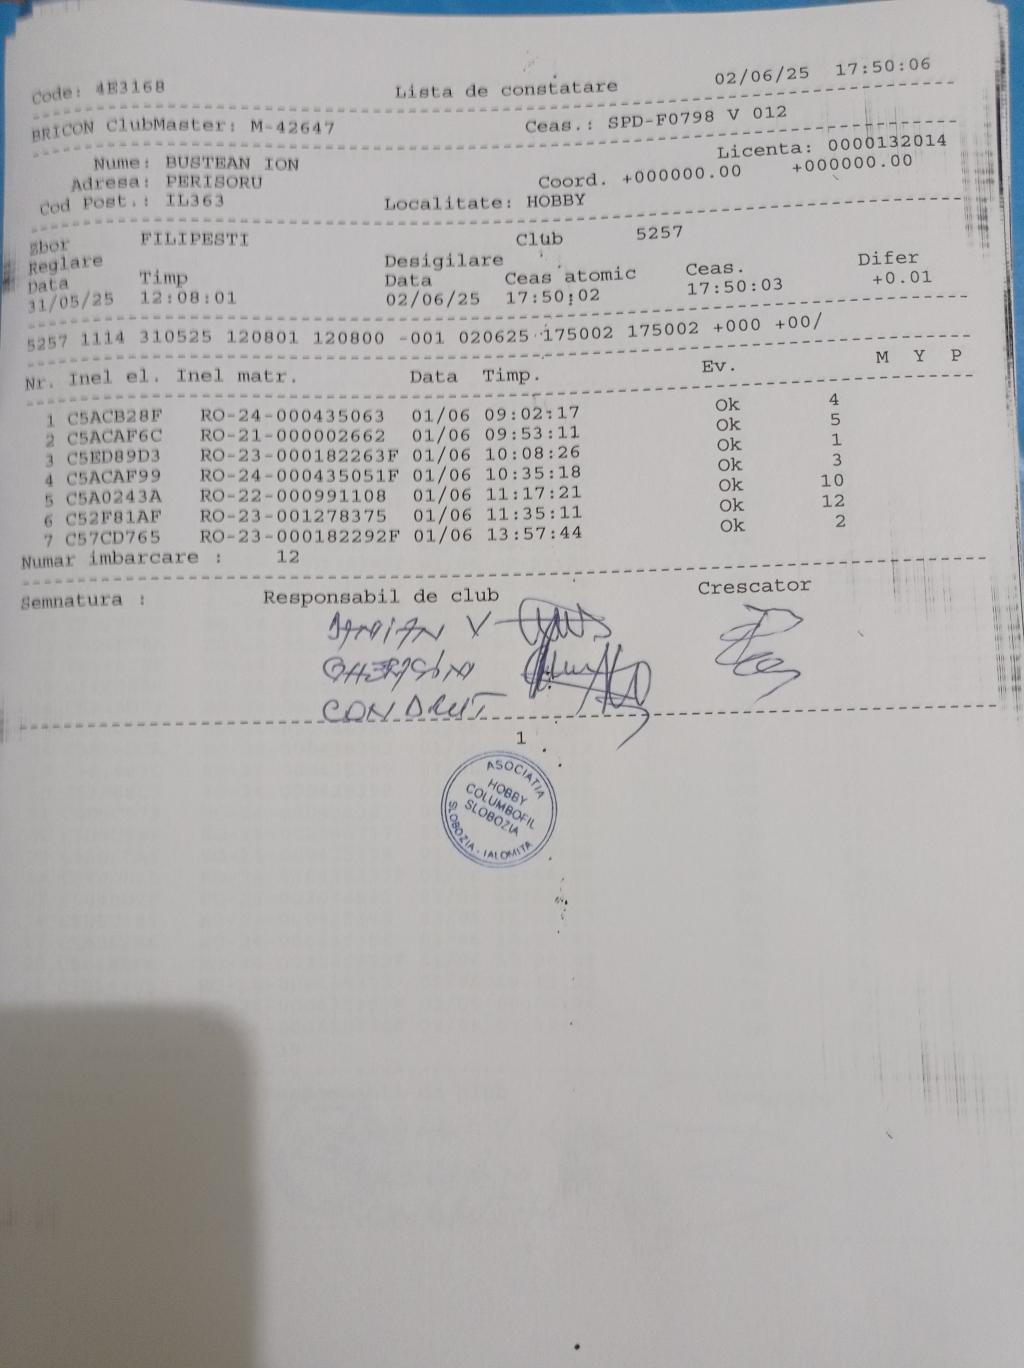 Code: 4E3168 Lista de constatare 02/06/25 17:50:06
BRICON ClubMaster: M-42647 Ceas.: SPD-F0798 V 012
Nume: BUSTEAN ION Licenta: 0000132014
Adresa: PERISORU Coord. +000000.00 +000000.00
Cod Post.: IL363 Localitate: HOBBY
Zbor FILIPESTI Club 5257
Reglare Desigilare
Data Timp Data Ceas atomic Ceas. Difer
31/05/25 12:08:01 02/06/25 17:50:02 17:50:03 +0.01
5257 1114 310525 120801 120800 -001 020625 175002 175002 +000 +00/
Nr. Inel el. Inel matr. Data Timp. Ev. M Y P
1 C5ACB28F RO-24-000435063 01/06 09:02:17 Ok 4
2 C5ACAF6C RO-21-000002662 01/06 09:53:11 Ok 5
3 C5ED89D3 RO-23-000182263F 01/06 10:08:26 Ok 1
4 C5ACAF99 RO-24-000435051F 01/06 10:35:18 Ok 3
5 C5A0243A RO-22-000991108 01/06 11:17:21 Ok 10
6 C52F81AF RO-23-001278375 01/06 11:35:11 Ok 12
7 C57CD765 RO-23-000182292F 01/06 13:57:44 Ok 2
Numar imbarcare : 12
Semnatura : Responsabil de club Crescator
DAMIAN V
GHERGHINA
CONDRUT
1
ASOCIATIA
HOBBY
COLUMBOFIL
SLOBOZIA
SLOBOZIA - IALOMITA